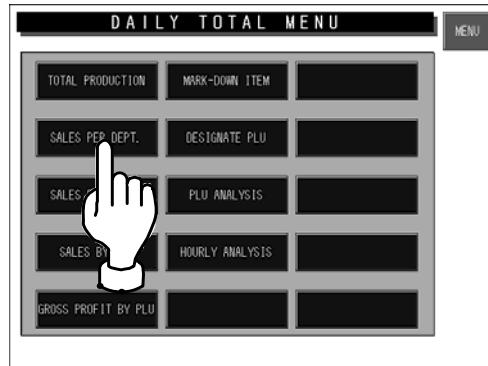 DAILY TOTAL MENU
MENU
TOTAL PRODUCTION
MARK-DOWN ITEM
SALES PER DEPT.
DESIGNATE PLU
SALES
PLU ANALYSIS
SALES BY
HOURLY ANALYSIS
GROSS PROFIT BY PLU